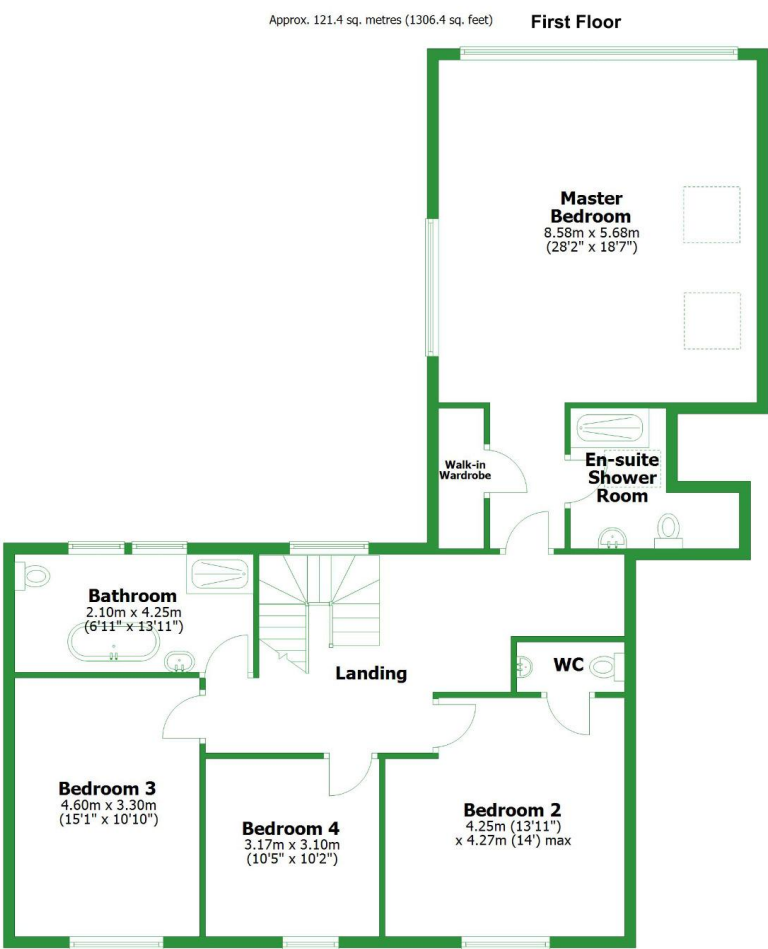 Approx. 121.4 sq. metres (1306.4 sq. feet)
First Floor
Master
Bedroom
8.58m x 5.68m
(28'2" x 18'7")
Walk-in
Wardrobe
En-suite
Shower
Room
Bathroom
2.10m x 4.25m
(6'11" x 13'11")
Landing
WC
Bedroom 3
4.60m x 3.30m
(15'1" x 10'10")
Bedroom 4
3.17m x 3.10m
(10'5" x 10'2")
Bedroom 2
4.25m (13'11")
x 4.27m (14') max